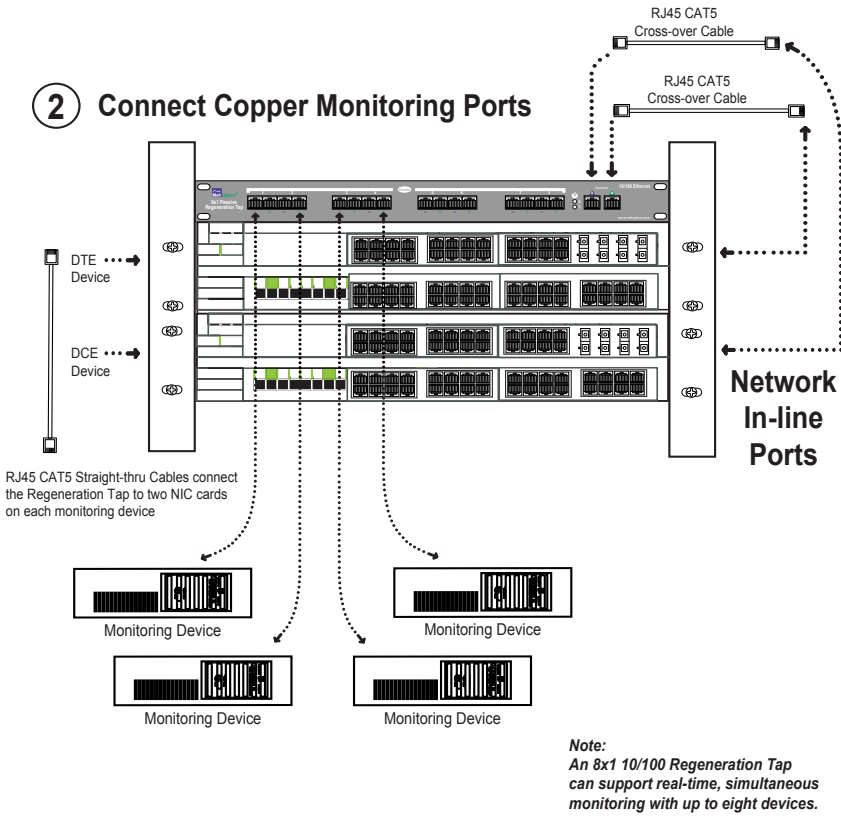 RJ45 CAT5
Cross-over Cable
RJ45 CAT5
Cross-over Cable
2 Connect Copper Monitoring Ports
10/100 Ethernet
Regeneration Tap
DTE
Device
DCE
Device
Network
In-line
Ports
RJ45 CAT5 Straight-thru Cables connect
the Regeneration Tap to two NIC cards
on each monitoring device
Monitoring Device
Monitoring Device
Monitoring Device
Monitoring Device
Note:
An 8x1 10/100 Regeneration Tap
can support real-time, simultaneous
monitoring with up to eight devices.